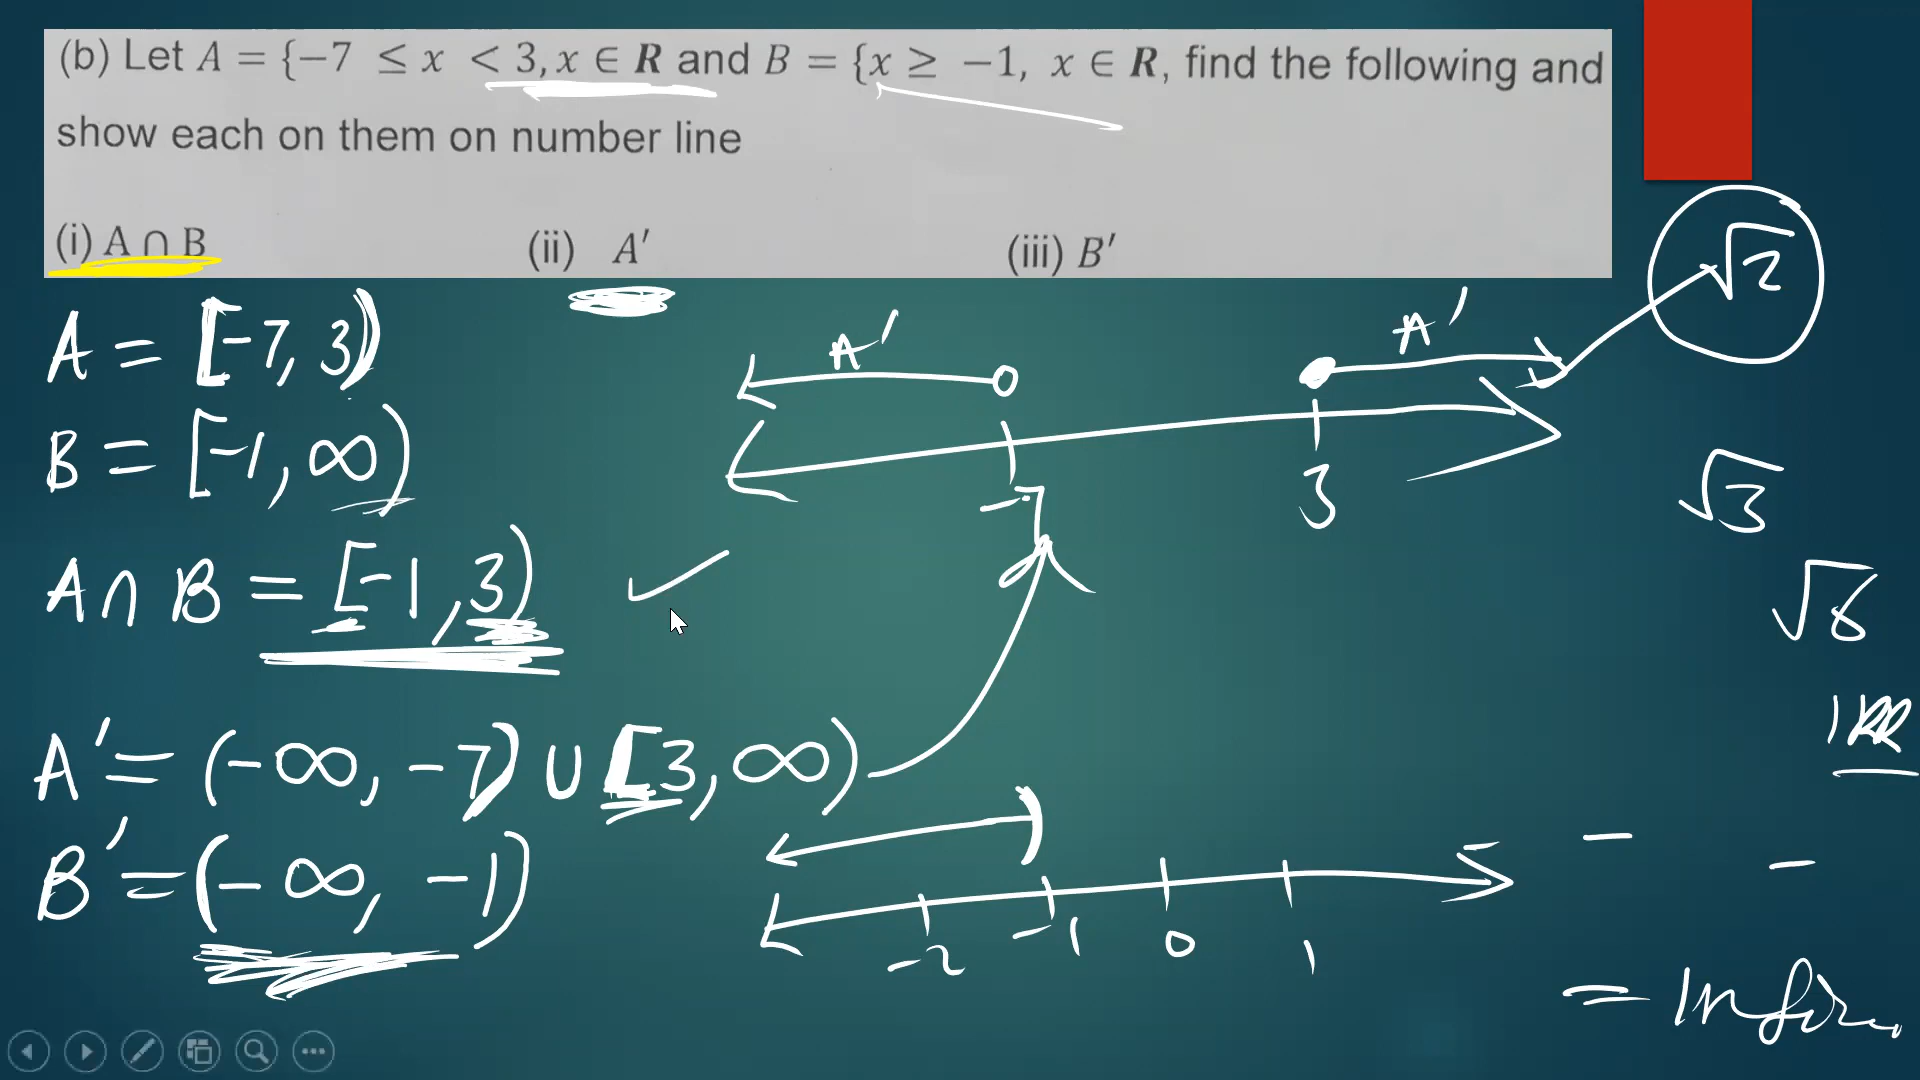 (b) Let A = {−7 ≤ x < 3, x ∈ R and B = {x ≥ −1, x ∈ R, find the following and
show each on them on number line
(i) A ∩ B (ii) A′ (iii) B′
A = [-7, 3)
B = [-1, ∞)
A ∩ B = [-1, 3)
A′ = (-∞, -7) ∪ [3, ∞)
B′ = (-∞, -1)
A′ A′
-7 3
-2 -1 0 1
√2
√3